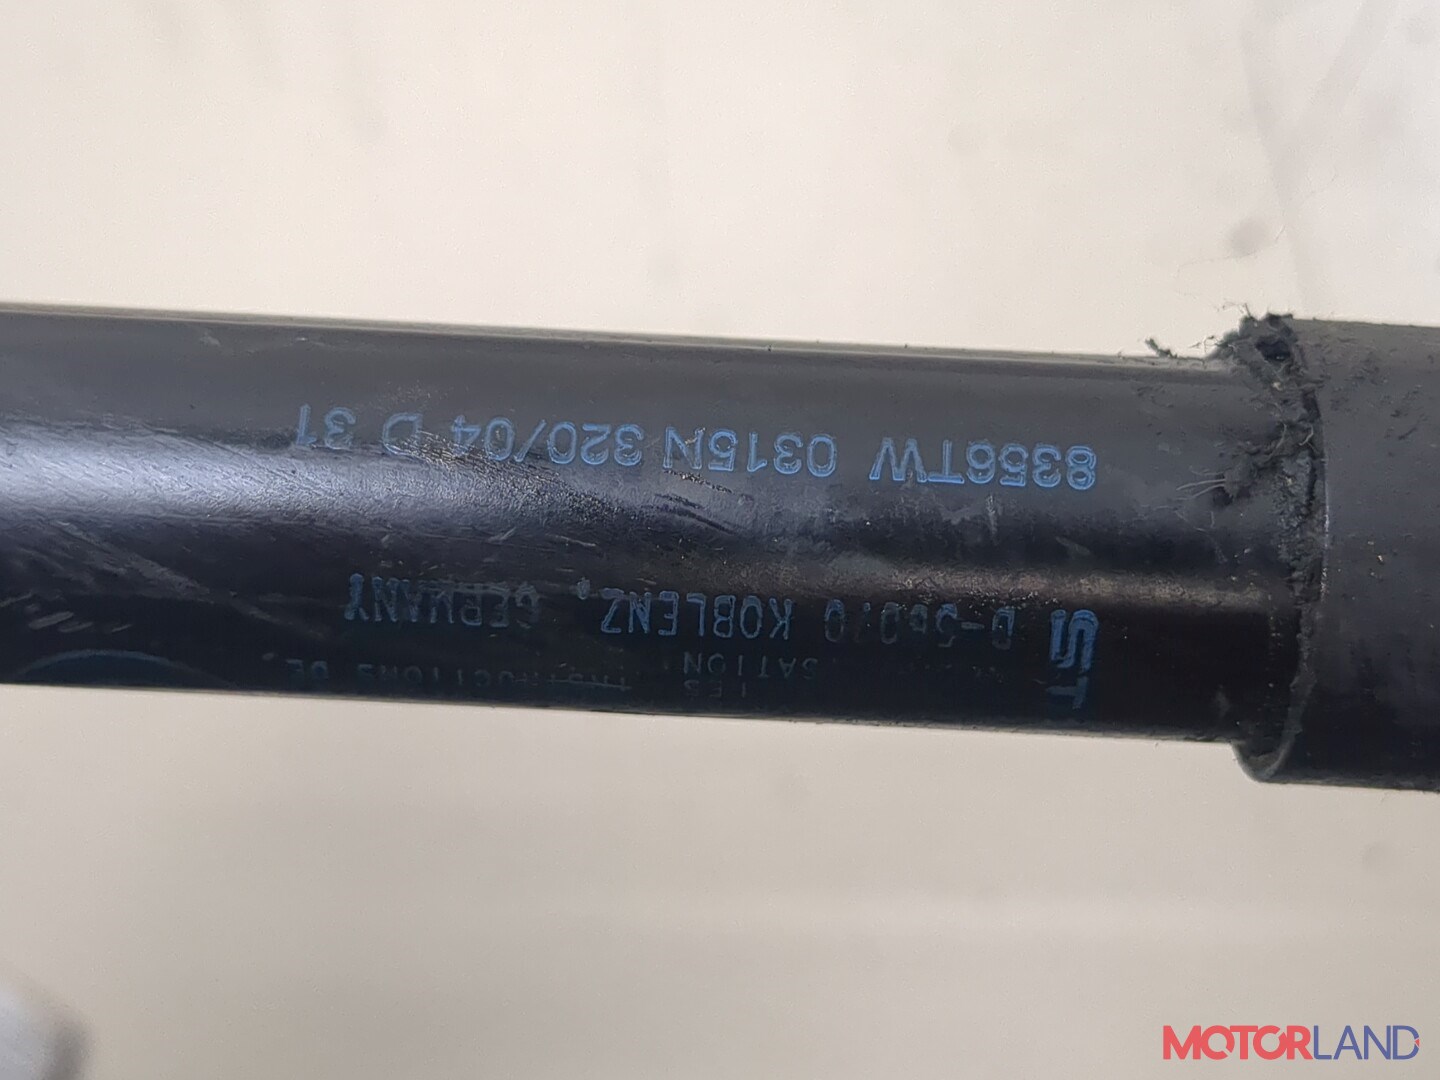 8356TW 0315N 320/04 D 31
D-56070 KOBLENZ, GERMANY
MOTORLAND